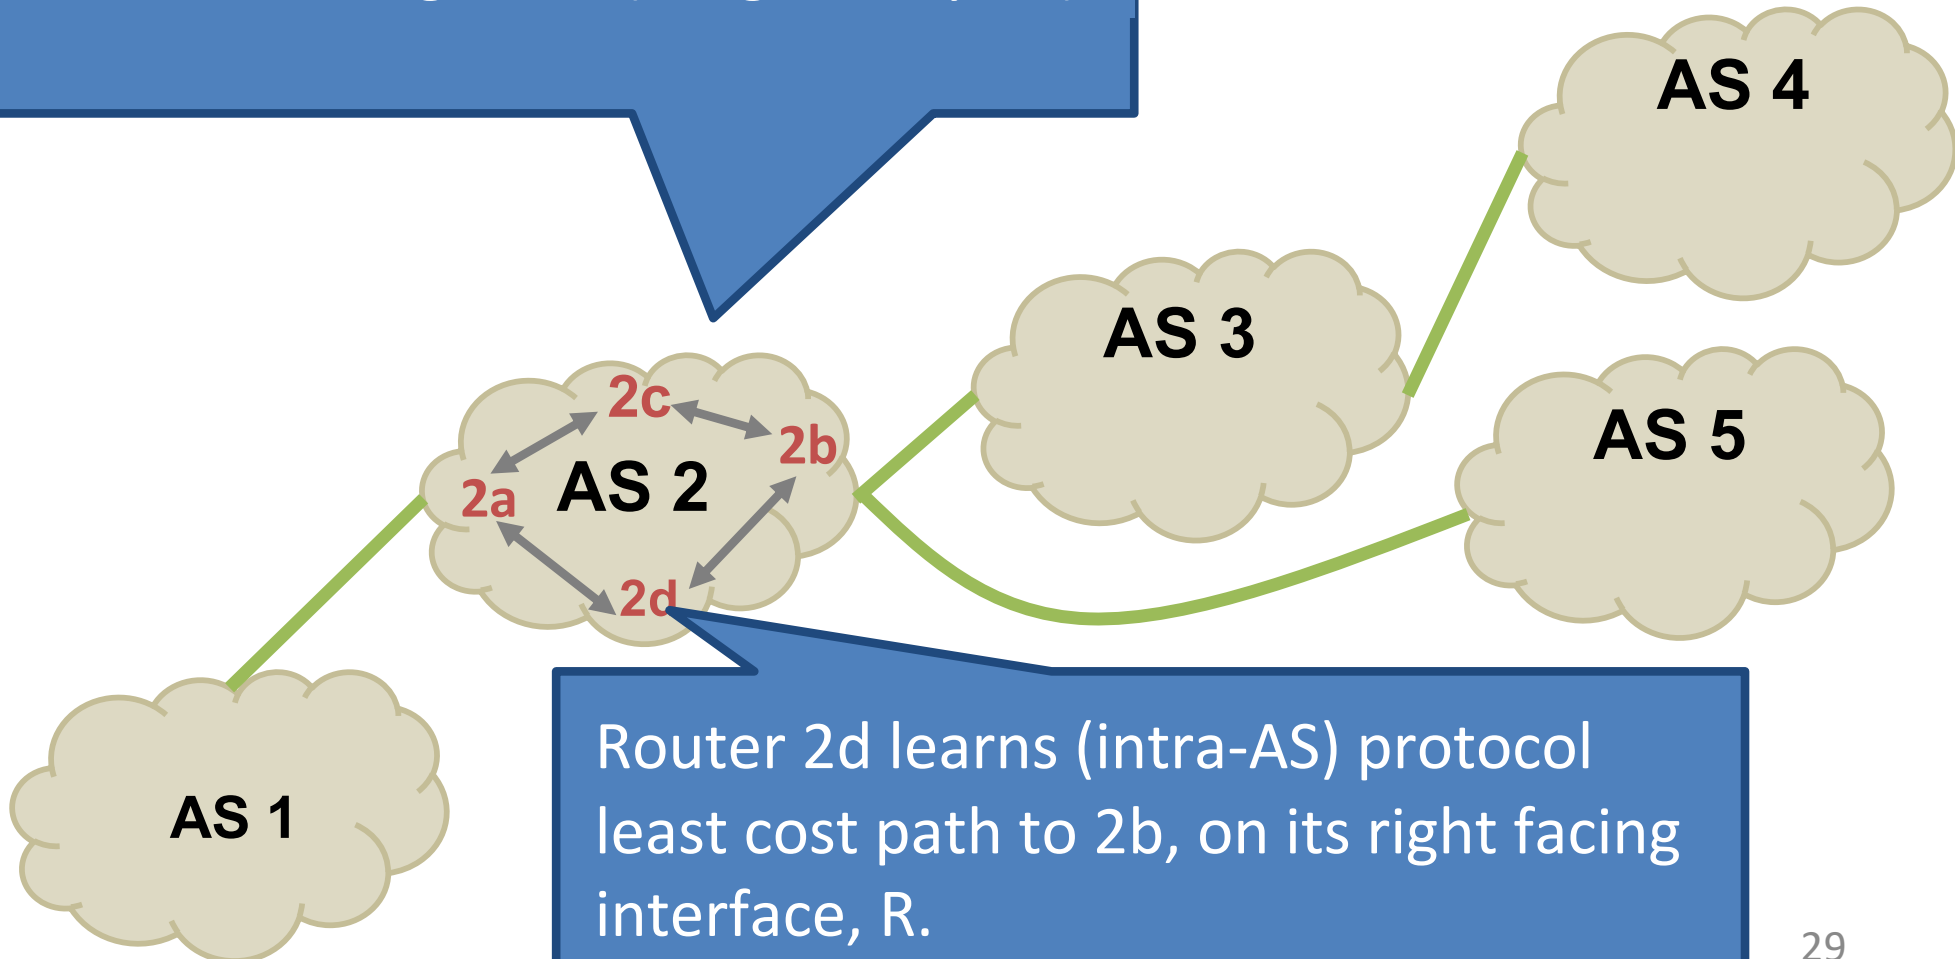 AS 4
AS 3
2c
AS 5
2b
2a
AS 2
2d
Router 2d learns (intra-AS) protocol
least cost path to 2b, on its right facing
interface, R.
AS 1
29